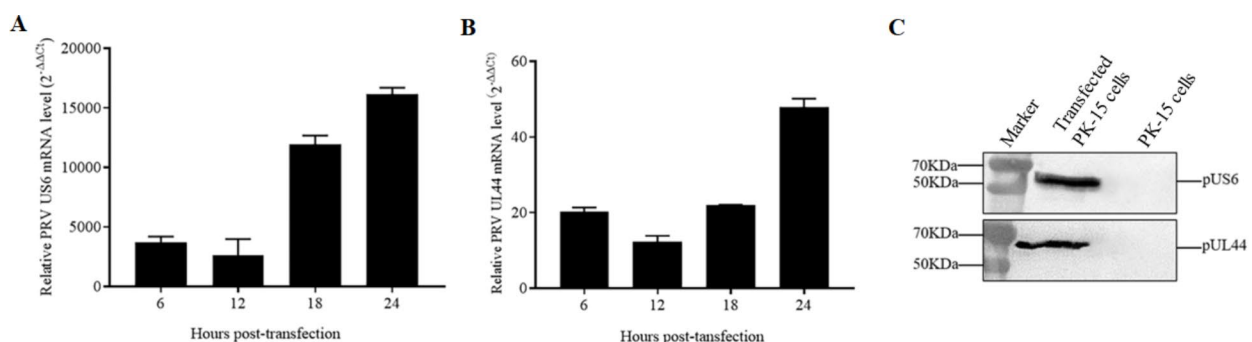 A
Relative PRV US6 mRNA level (2-ΔΔCt)
20000
15000
10000
5000
0
6 12 18 24
Hours post-transfection
B
Relative PRV UL44 mRNA level (2-ΔΔCt)
60
40
20
0
6 12 18 24
Hours post-tansfection
C
Marker
Transfected
PK-15 cells
PK-15 cells
70KDa
50KDa
pUS6
70KDa
50KDa
pUL44